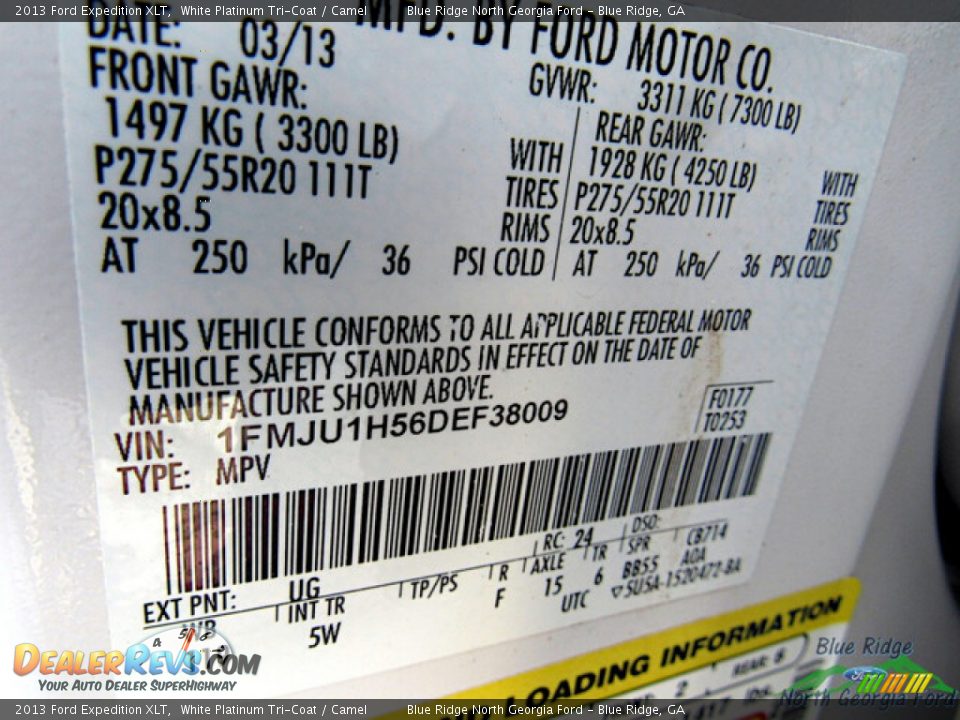 2013 Ford Expedition XLT,  White Platinum Tri-Coat / Camel        Blue Ridge North Georgia Ford - Blue Ridge, GA
MFD. BY FORD MOTOR CO.
DATE: 03/13
GVWR: 3311 KG ( 7300 LB)
FRONT GAWR:
REAR GAWR:
1497 KG ( 3300 LB) WITH
1928 KG ( 4250 LB) WITH
P275/55R20 111T TIRES
P275/55R20 111T TIRES
20x8.5 RIMS
20x8.5 RIMS
AT 250 kPa/ 36 PSI COLD
AT 250 kPa/ 36 PSI COLD
THIS VEHICLE CONFORMS TO ALL APPLICABLE FEDERAL MOTOR
VEHICLE SAFETY STANDARDS IN EFFECT ON THE DATE OF
MANUFACTURE SHOWN ABOVE.
F0177
T0253
VIN: 1FMJU1H56DEF38009
TYPE: MPV
EXT PNT: UG RC: 24 DSO:
INT TR TP/PS R AXLE TR SPR CB714
5W F 15 6 BB55 AOA
UTC ▽5U5A-1520472-BA
LOADING INFORMATION
2 REAR: 6
DEALERREVS.COM
YOUR AUTO DEALER SUPERHIGHWAY
Blue Ridge
Ford
North Georgia Ford
2013 Ford Expedition XLT,  White Platinum Tri-Coat / Camel        Blue Ridge North Georgia Ford - Blue Ridge, GA